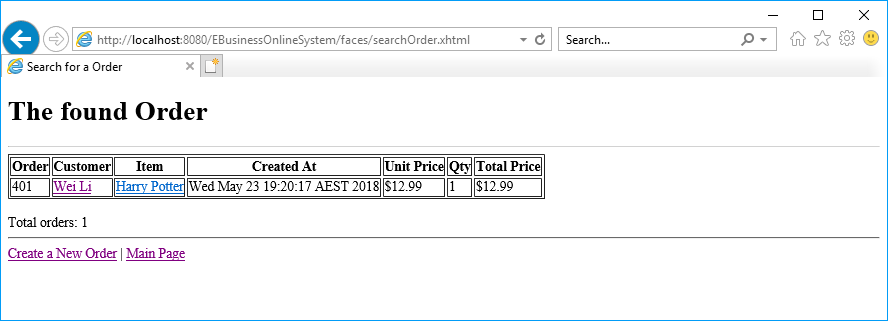 http://localhost:8080/EBusinessOnlineSystem/faces/searchOrder.xhtml
Search...
Search for a Order
The found Order
Order Customer Item Created At Unit Price Qty Total Price
401 Wei Li Harry Potter Wed May 23 19:20:17 AEST 2018 $12.99 1 $12.99
Total orders: 1
Create a New Order | Main Page